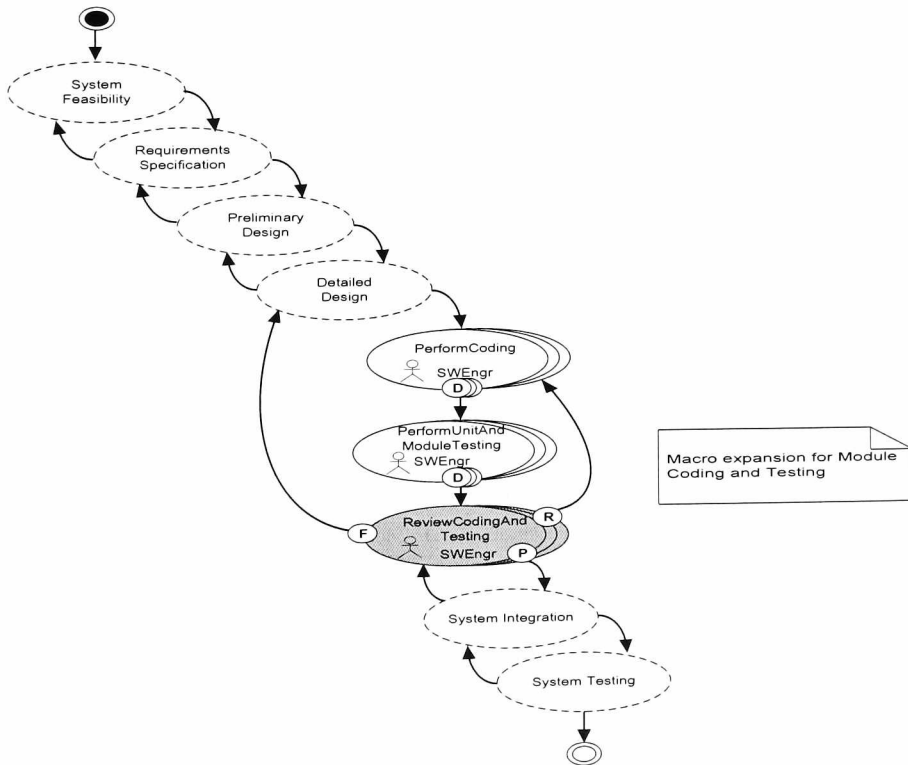 System
Feasibility
Requirements
Specification
Preliminary
Design
Detailed
Design
PerformCoding
SWEngr
D
PerformUnitAnd
ModuleTesting
SWEngr
D
ReviewCodingAnd
Testing
SWEngr
F
R
P
System Integration
System Testing
Macro expansion for Module
Coding and Testing